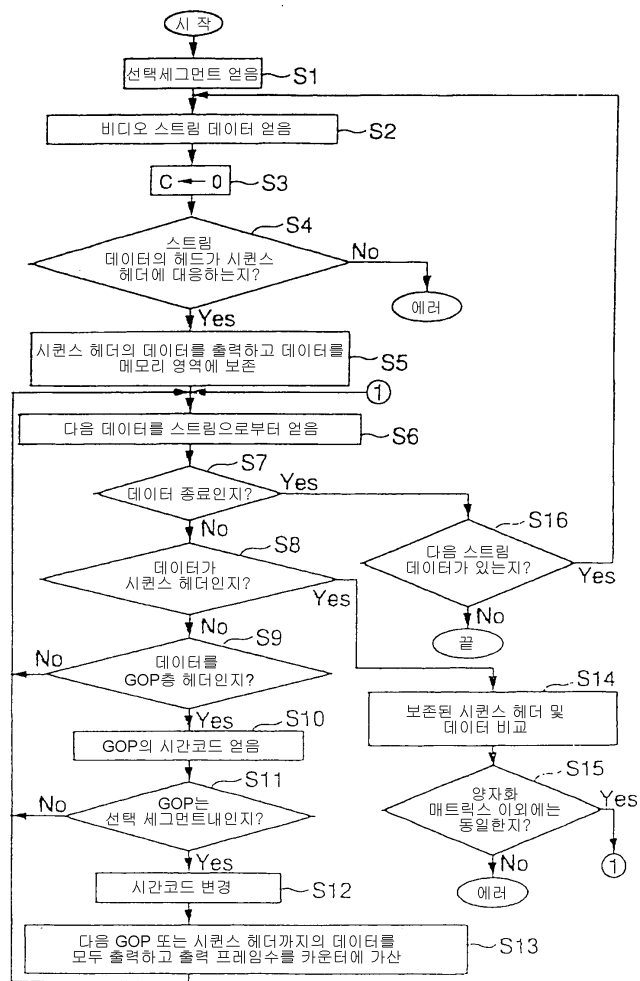 시 작
선택세그먼트 얻음
S1
비디오 스트림 데이터 얻음
S2
C ← 0
S3
S4
스트림
데이터의 헤드가 시퀀스
헤더에 대응하는지?
No
에러
Yes
시퀀스 헤더의 데이터를 출력하고 데이터를
메모리 영역에 보존
S5
①
다음 데이터를 스트림으로부터 얻음
S6
S7
데이터 종료인지?
Yes
No
S16
다음 스트림
데이터가 있는지?
Yes
No
끝
S8
데이터가
시퀀스 헤더인지?
Yes
No
S9
데이터를
GOP층 헤더인지?
No
Yes
S14
보존된 시퀀스 헤더 및
데이터 비교
S10
GOP의 시간코드 얻음
S11
GOP는
선택 세그먼트내인지?
No
Yes
S15
양자화
매트릭스 이외에는
동일한지?
Yes
①
No
에러
시간코드 변경
S12
다음 GOP 또는 시퀀스 헤더까지의 데이터를
모두 출력하고 출력 프레임수를 카운터에 가산
S13